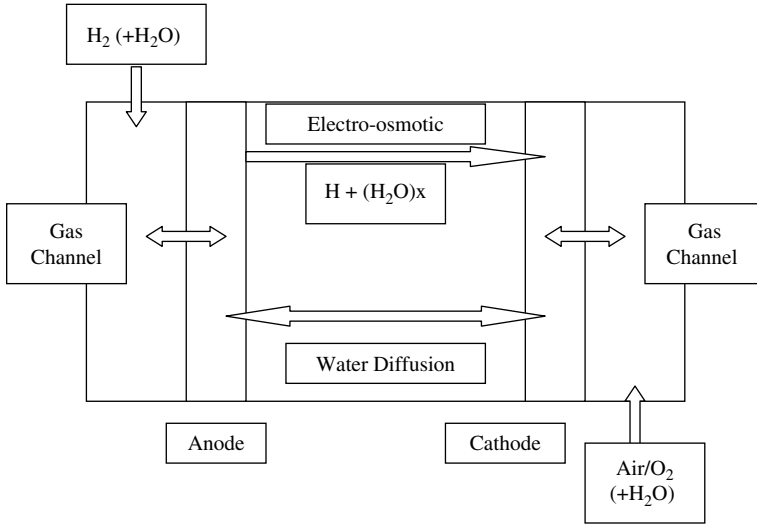 H₂ (+H₂O)
Electro-osmotic
H + (H₂O)x
Gas
Channel
Gas
Channel
Water Diffusion
Anode
Cathode
Air/O₂
(+H₂O)